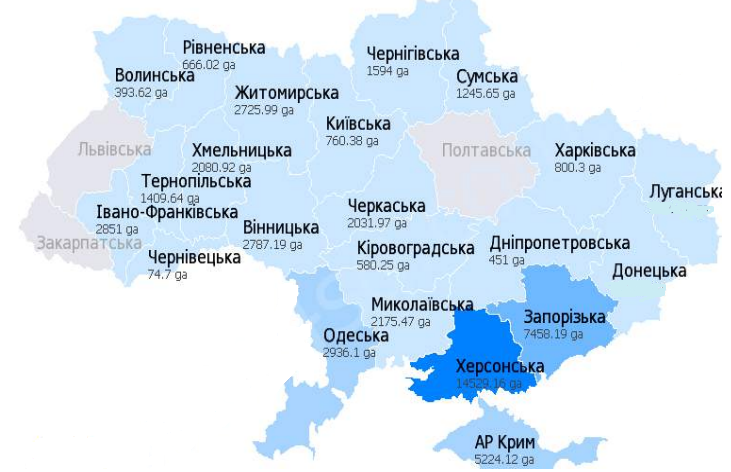 Рівненська
666.02 ga
Чернігівська
1594 ga
Волинська
393.62 ga
Сумська
1245.65 ga
Житомирська
2725.99 ga
Київська
760.38 ga
Львівська
Хмельницька
2080.92 ga
Полтавська
Харківська
800.3 ga
Тернопільська
1409.64 ga
Луганськ
Івано-Франківська
2851 ga
Черкаська
2031.97 ga
Вінницька
2787.19 ga
Закарпатська
Кіровоградська
580.25 ga
Дніпропетровська
451 ga
Чернівецька
74.7 ga
Донецька
Миколаївська
2175.47 ga
Запорізька
7458.19 ga
Одеська
2936.1 ga
Херсонська
14529.16 ga
АР Крим
5224.12 ga